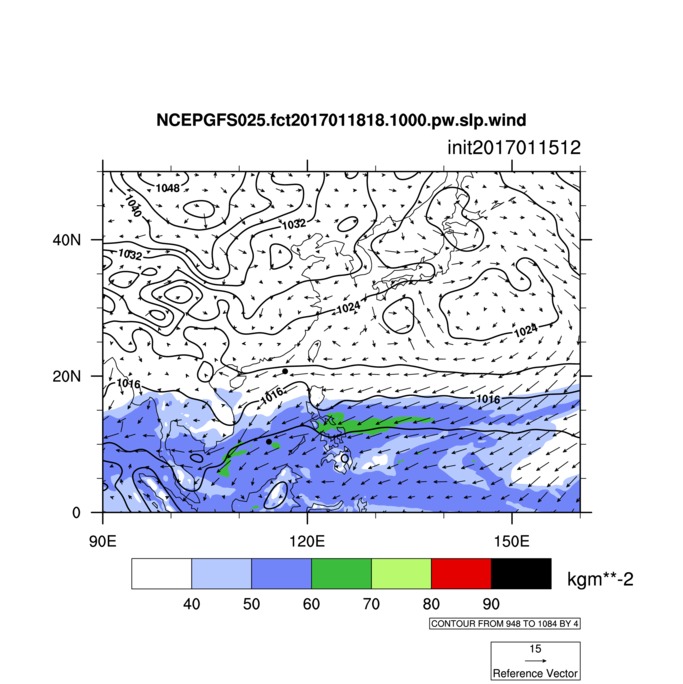 NCEPGFS025.fct2017011818.1000.pw.slp.wind
init2017011512
1048
1040
1032
1032
40N
1024
1024
20N
1016
1016
1016
0
90E 120E 150E
40 50 60 70 80 90
kgm**-2
CONTOUR FROM 948 TO 1084 BY 4
15
Reference Vector